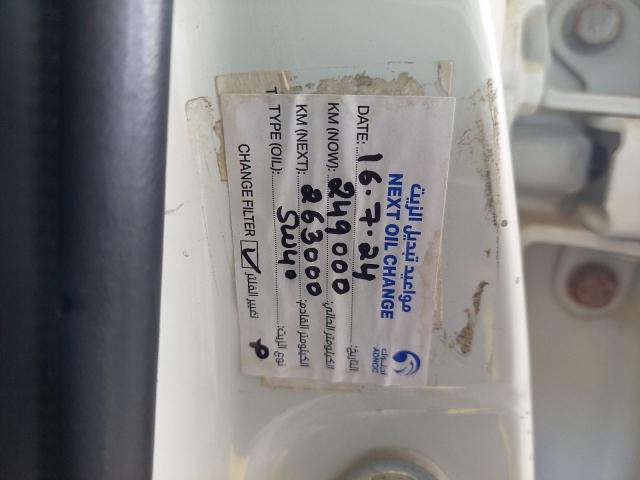 مواعيد تبديل الزيت
NEXT OIL CHANGE
أدنوك
ADNOC
DATE: 16.7.24 التاريخ:
KM (NOW): 249000 الكيلومتر الحالي:
KM (NEXT): 263000 الكيلومتر القادم:
TYPE (OIL): 5W40 نوع الزيت:
CHANGE FILTER ✓ تغيير الفلتر